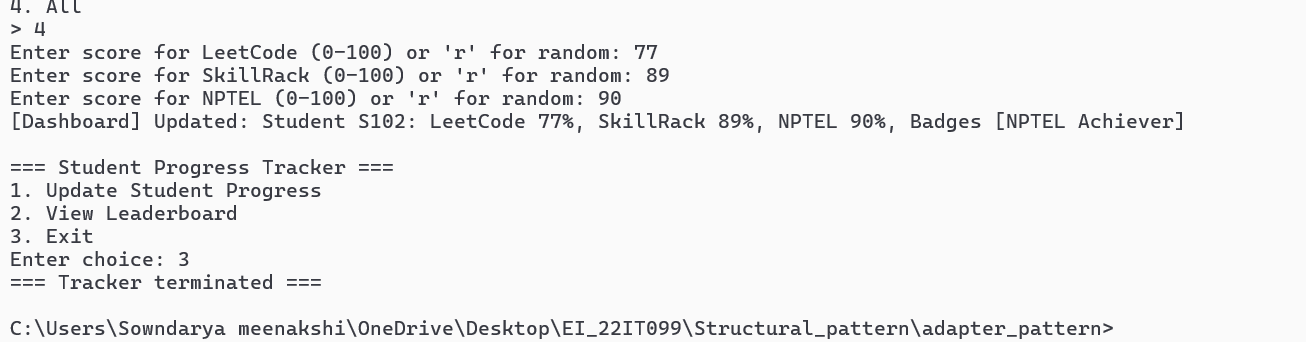 4. All
> 4
Enter score for LeetCode (0-100) or 'r' for random: 77
Enter score for SkillRack (0-100) or 'r' for random: 89
Enter score for NPTEL (0-100) or 'r' for random: 90
[Dashboard] Updated: Student S102: LeetCode 77%, SkillRack 89%, NPTEL 90%, Badges [NPTEL Achiever]
=== Student Progress Tracker ===
1. Update Student Progress
2. View Leaderboard
3. Exit
Enter choice: 3
=== Tracker terminated ===
C:\Users\Sowndarya meenakshi\OneDrive\Desktop\EI_22IT099\Structural_pattern\adapter_pattern>